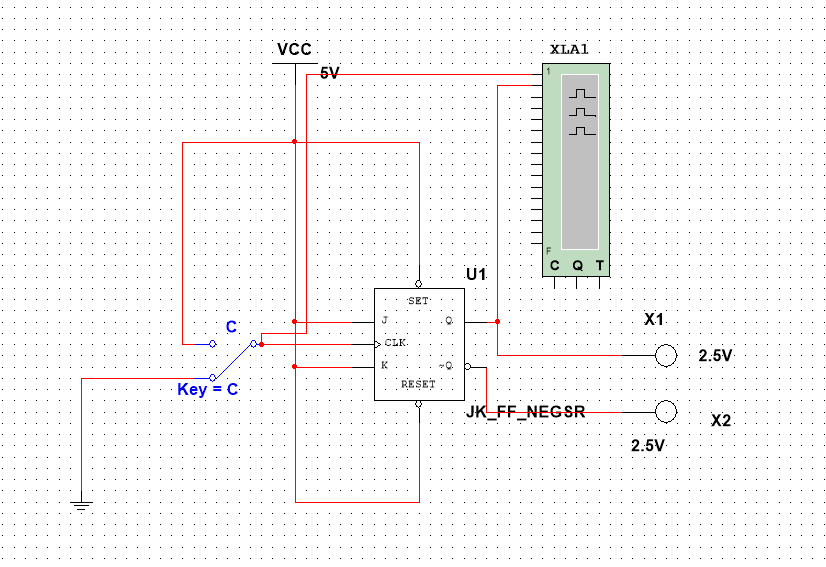 VCC
5V
XLA1
1
F
C Q T
U1
SET
J Q
CLK
K ~Q
RESET
JK_FF_NEGSR
C
Key = C
X1
2.5V
X2
2.5V